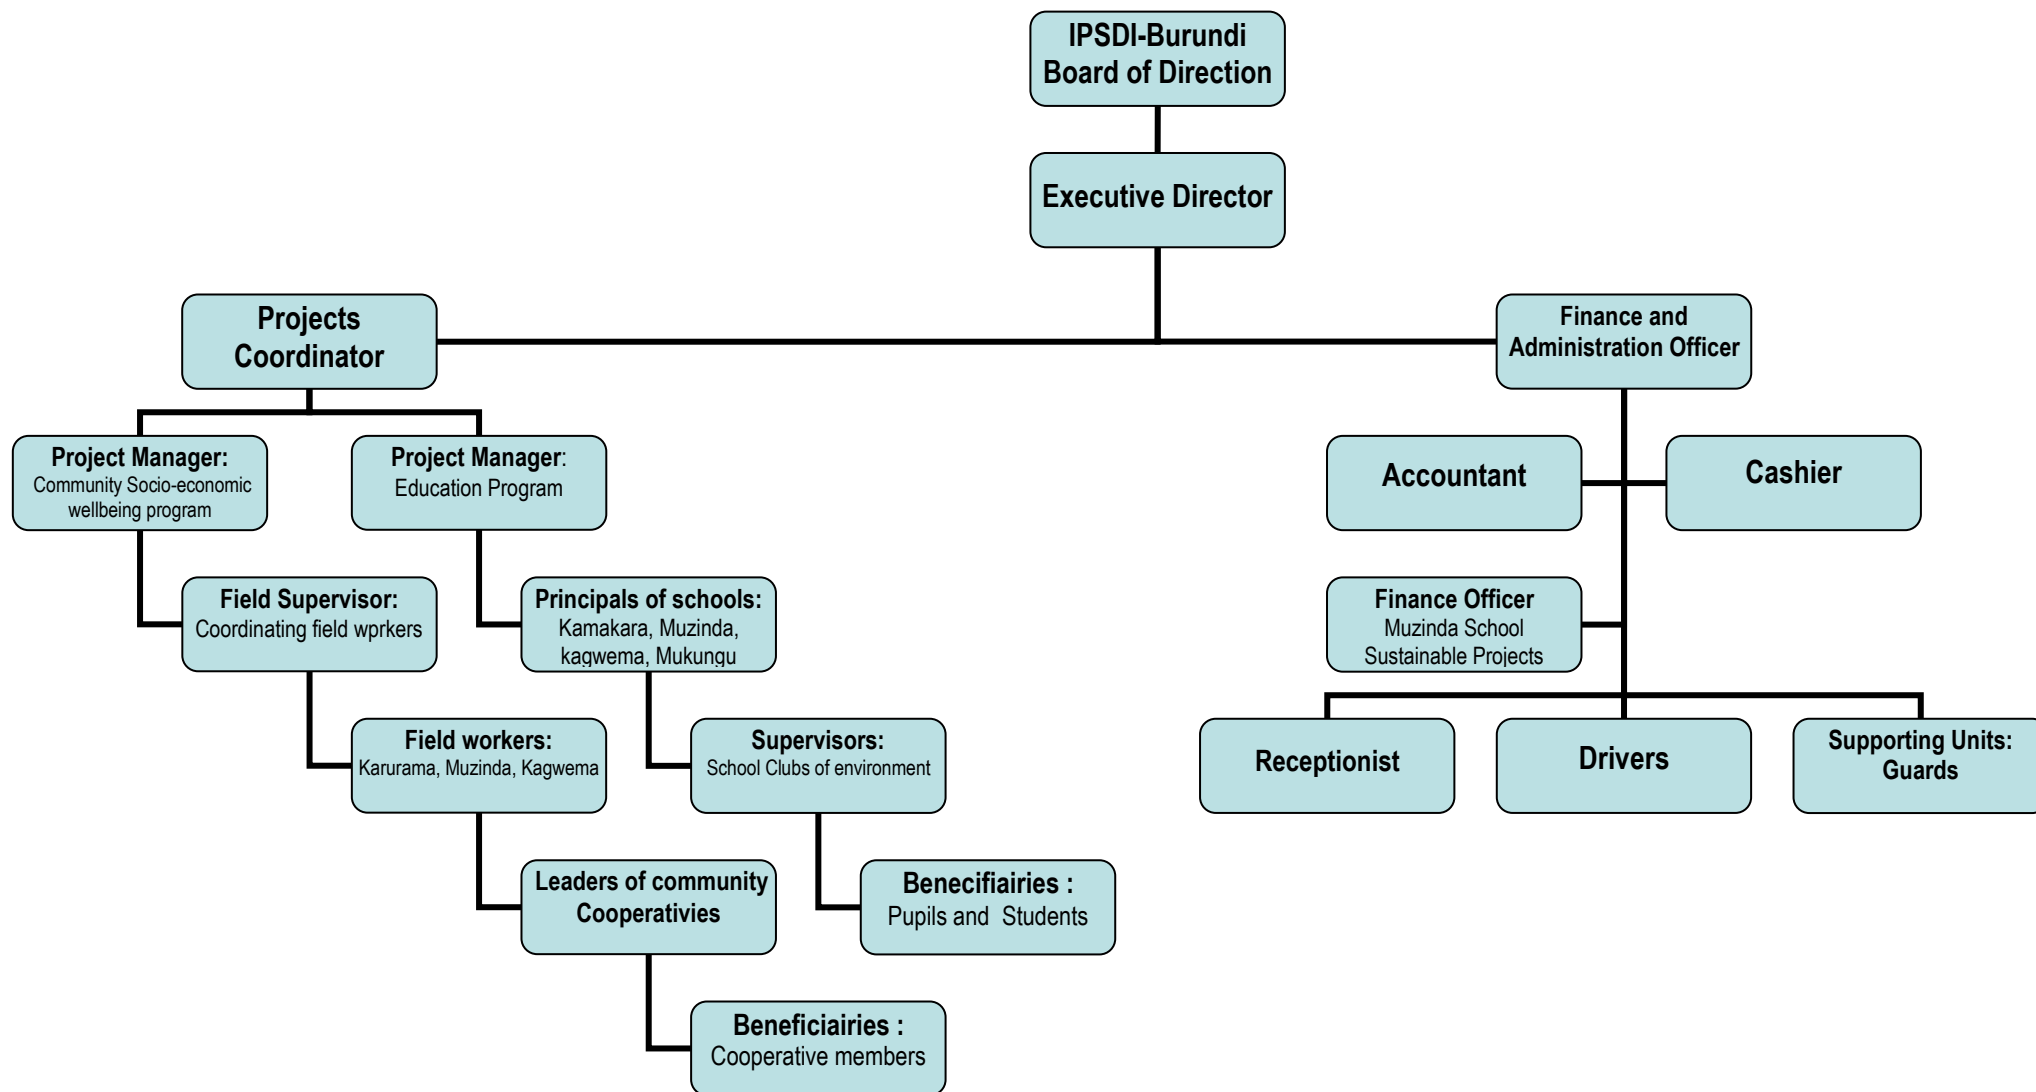 IPSDI-Burundi
Board of Direction
Executive Director
Projects
Coordinator
Finance and
Administration Officer
Project Manager:
Community Socio-economic
wellbeing program
Project Manager:
Education Program
Accountant
Cashier
Field Supervisor:
Coordinating field wprkers
Principals of schools:
Kamakara, Muzinda,
kagwema, Mukungu
Finance Officer
Muzinda School
Sustainable Projects
Field workers:
Karurama, Muzinda, Kagwema
Supervisors:
School Clubs of environment
Receptionist
Drivers
Supporting Units:
Guards
Leaders of community
Cooperativies
Benecifiairies :
Pupils and  Students
Beneficiairies :
Cooperative members